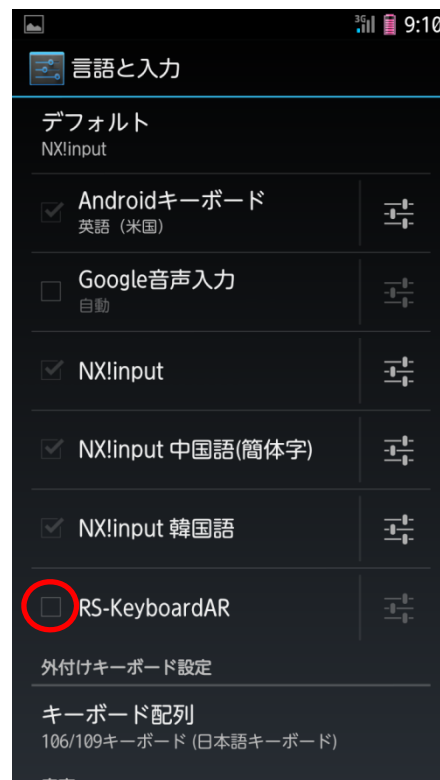 3G 9:10
言語と入力
デフォルト
NX!input
Androidキーボード
英語（米国）
Google音声入力
自動
NX!input
NX!input 中国語(簡体字)
NX!input 韓国語
RS-KeyboardAR
外付けキーボード設定
キーボード配列
106/109キーボード (日本語キーボード)